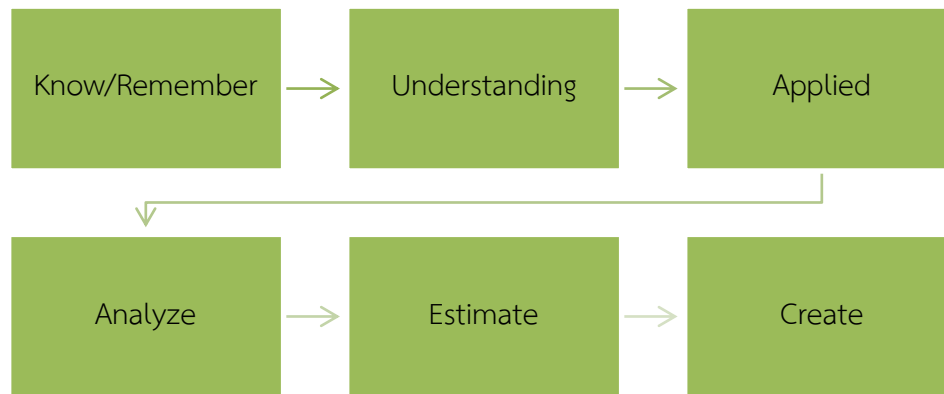 Know/Remember
Understanding
Applied
Analyze
Estimate
Create